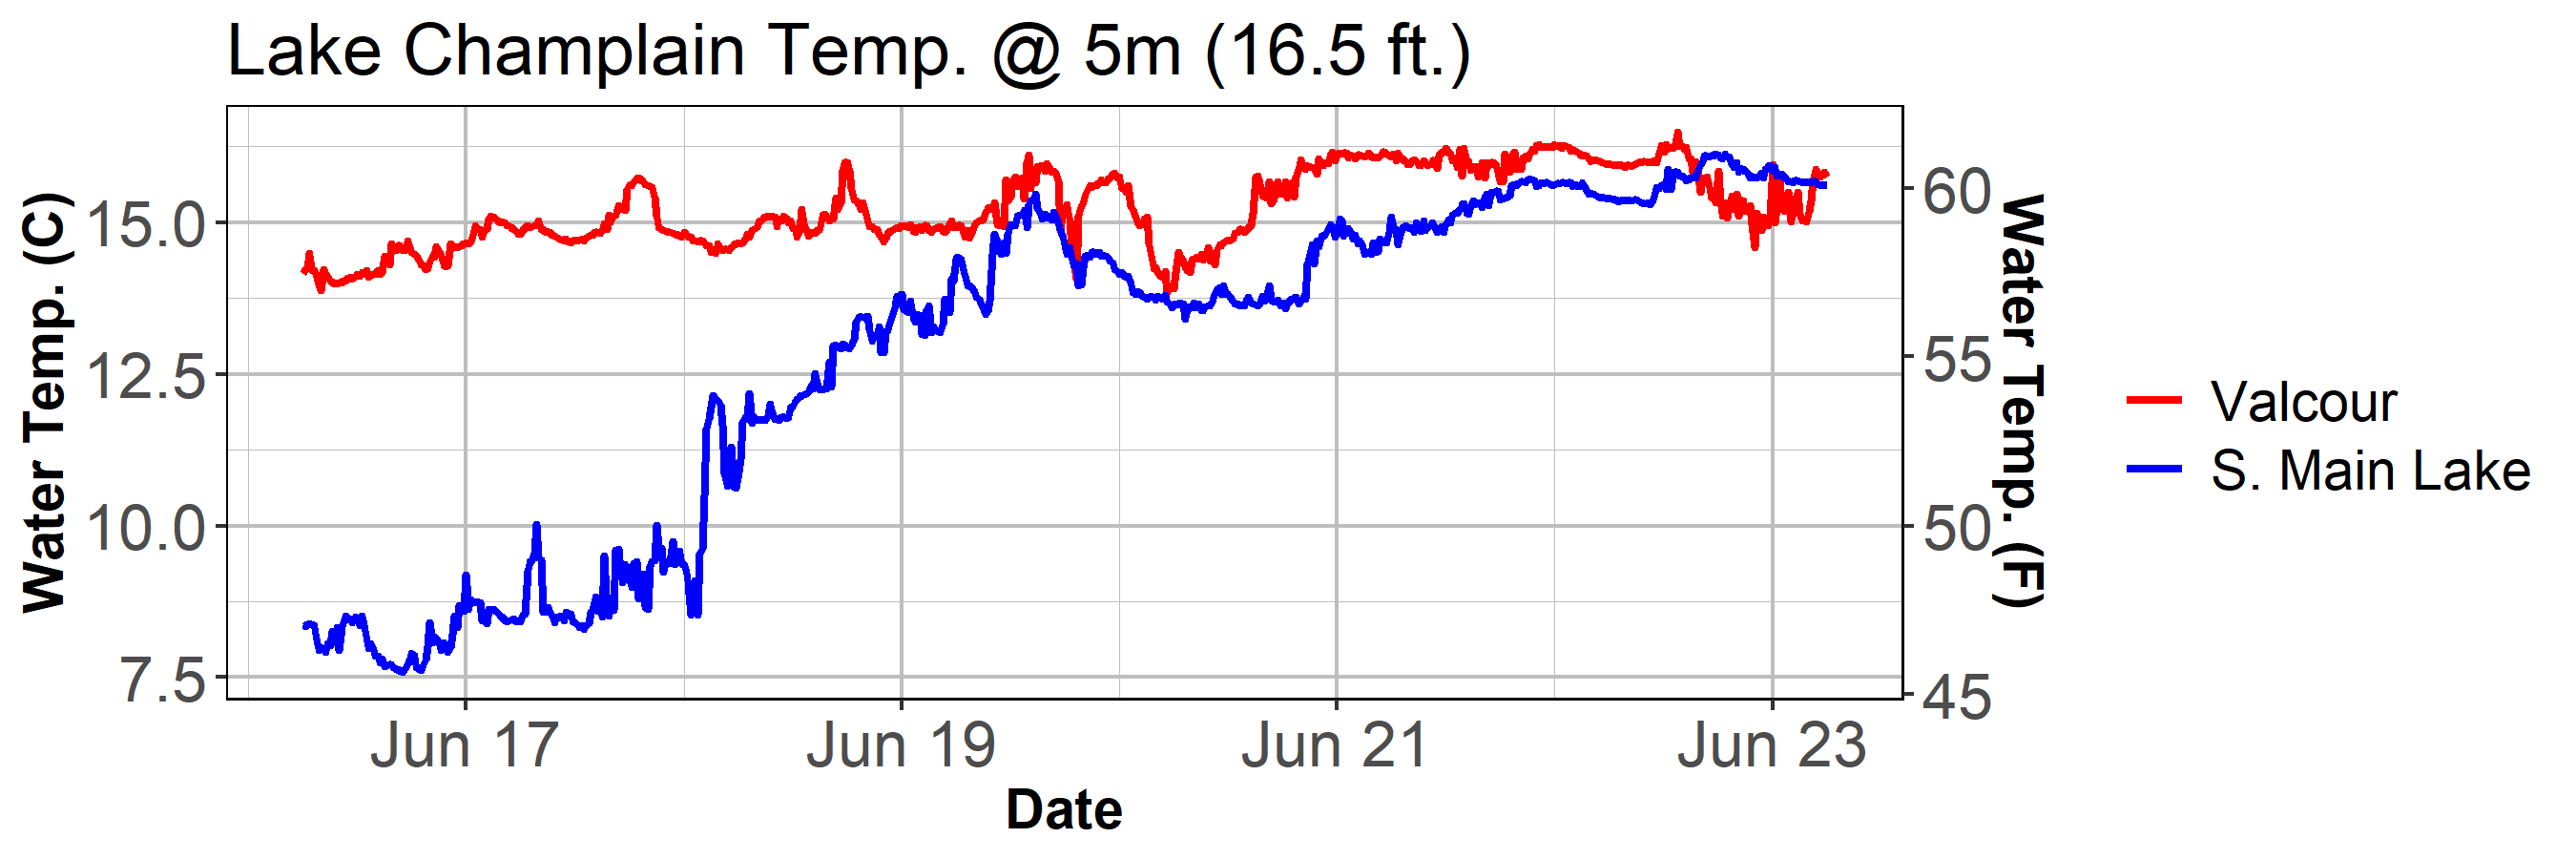 Lake Champlain Temp. @ 5m (16.5 ft.)
Water Temp. (C)
15.0
12.5
10.0
7.5
60
55
50
45
Water Temp. (F)
Jun 17 Jun 19 Jun 21 Jun 23
Date
Valcour
S. Main Lake